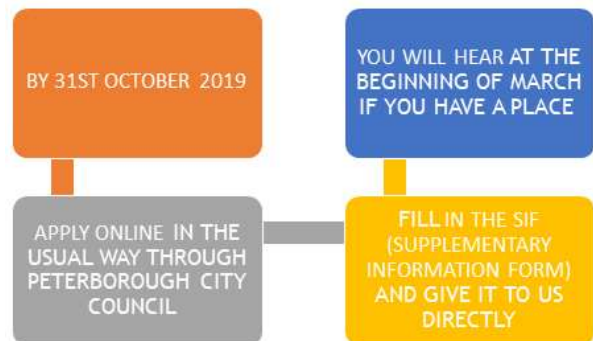 BY 31ST OCTOBER 2019
APPLY ONLINE IN THE
USUAL WAY THROUGH
PETERBOROUGH CITY
COUNCIL
FILL IN THE SIF
(SUPPLEMENTARY
INFORMATION FORM)
AND GIVE IT TO US
DIRECTLY
YOU WILL HEAR AT THE
BEGINNING OF MARCH
IF YOU HAVE A PLACE